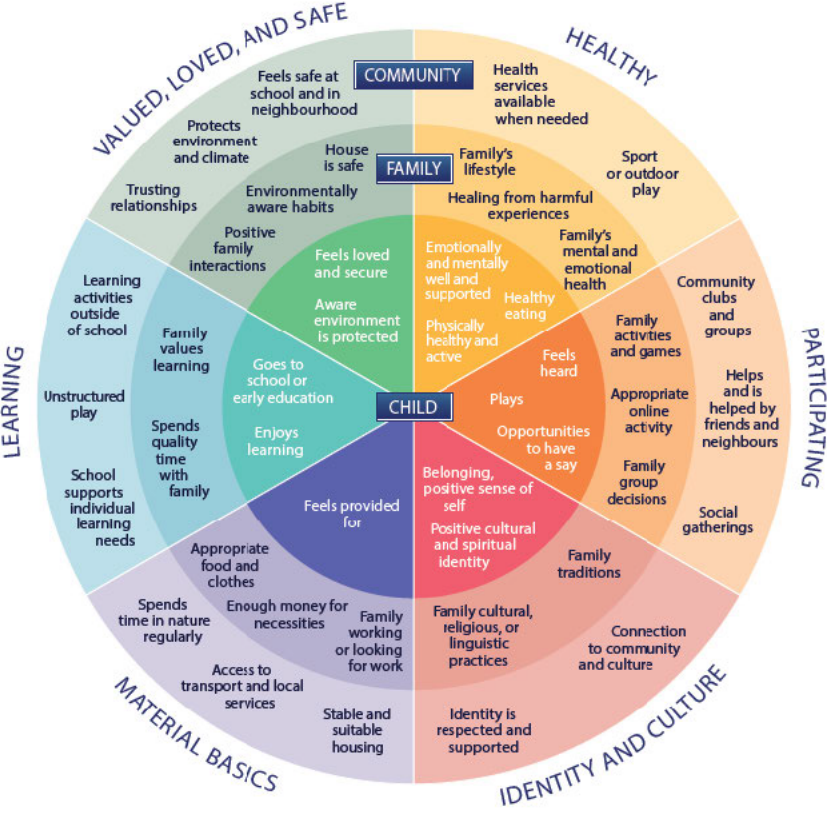 VALUED, LOVED, AND SAFE
HEALTHY
PARTICIPATING
IDENTITY AND CULTURE
MATERIAL BASICS
LEARNING
COMMUNITY
FAMILY
CHILD
Feels safe at
school and in
neighbourhood
Protects
environment
and climate
Trusting
relationships
House
is safe
Environmentally
aware habits
Positive
family
interactions
Feels loved
and secure
Aware
environment
is protected
Health
services
available
when needed
Sport
or outdoor
play
Family's
lifestyle
Healing from harmful
experiences
Family's
mental and
emotional
health
Emotionally
and mentally
well and
supported
Healthy
eating
Physically
healthy and
active
Community
clubs
and
groups
Helps
and is
helped by
friends and
neighbours
Social
gatherings
Family
activities
and games
Appropriate
online
activity
Family
group
decisions
Feels
heard
Plays
Opportunities
to have
a say
Belonging,
positive sense of
self
Positive cultural
and spiritual
identity
Family
traditions
Family cultural,
religious, or
linguistic
practices
Connection
to community
and culture
Identity is
respected and
supported
Feels provided
for
Appropriate
food and
clothes
Enough money for
necessities
Family
working
or looking
for work
Spends
time in nature
regularly
Access to
transport and local
services
Stable and
suitable
housing
Goes to
school or
early education
Enjoys
learning
Family
values
learning
Spends
quality
time
with
family
Learning
activities
outside
of school
Unstructured
play
School
supports
individual
learning
needs